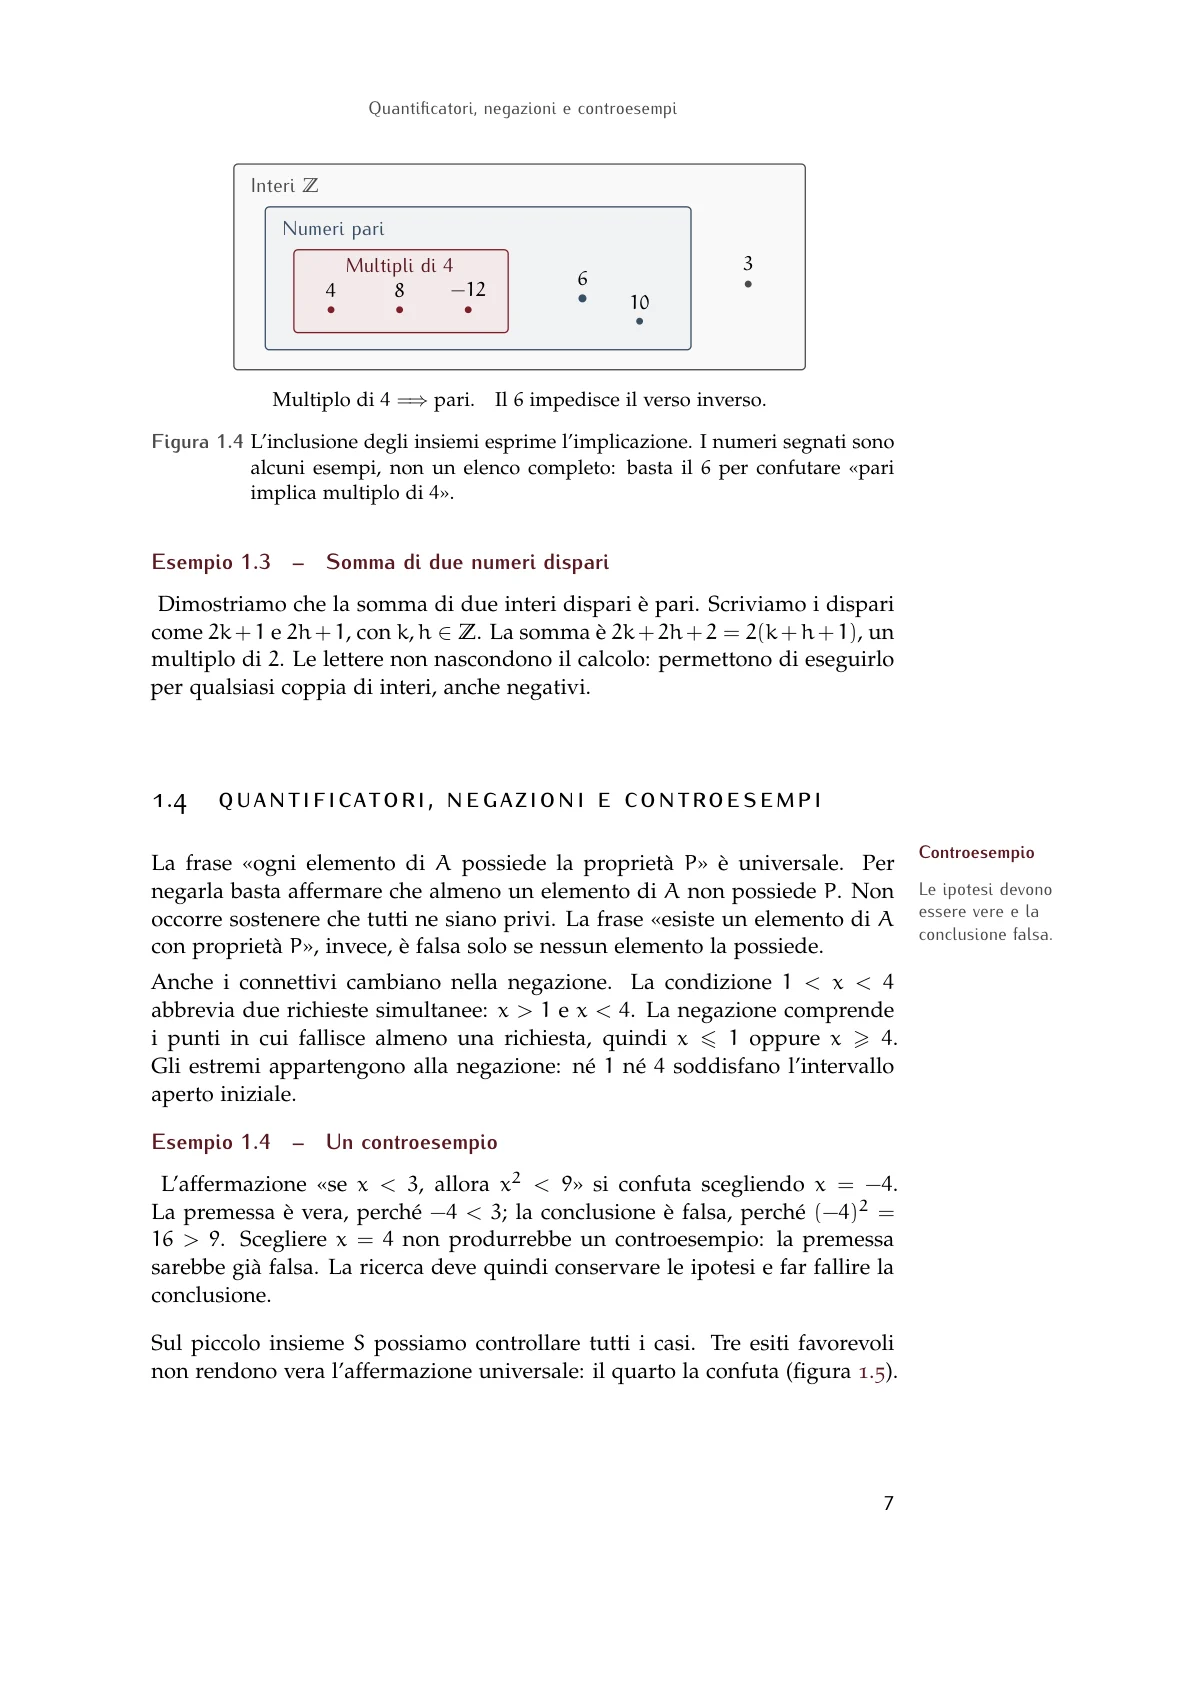 Quantificatori, negazioni e controesempi
Interi ℤ
Numeri pari
Multipli di 4
4 8 −12
6
10
3
Multiplo di 4 ⟹ pari. Il 6 impedisce il verso inverso.
Figura 1.4 L’inclusione degli insiemi esprime l’implicazione. I numeri segnati sono
alcuni esempi, non un elenco completo: basta il 6 per confutare «pari
implica multiplo di 4».
Esempio 1.3 – Somma di due numeri dispari
Dimostriamo che la somma di due interi dispari è pari. Scriviamo i dispari
come 2k + 1 e 2h + 1, con k, h ∈ ℤ. La somma è 2k + 2h + 2 = 2(k + h + 1), un
multiplo di 2. Le lettere non nascondono il calcolo: permettono di eseguirlo
per qualsiasi coppia di interi, anche negativi.
1.4 QUANTIFICATORI, NEGAZIONI E CONTROESEMPI
La frase «ogni elemento di A possiede la proprietà P» è universale. Per
negarla basta affermare che almeno un elemento di A non possiede P. Non
occorre sostenere che tutti ne siano privi. La frase «esiste un elemento di A
con proprietà P», invece, è falsa solo se nessun elemento la possiede.
Controesempio
Le ipotesi devono
essere vere e la
conclusione falsa.
Anche i connettivi cambiano nella negazione. La condizione 1 < x < 4
abbrevia due richieste simultanee: x > 1 e x < 4. La negazione comprende
i punti in cui fallisce almeno una richiesta, quindi x ⩽ 1 oppure x ⩾ 4.
Gli estremi appartengono alla negazione: né 1 né 4 soddisfano l’intervallo
aperto iniziale.
Esempio 1.4 – Un controesempio
L’affermazione «se x < 3, allora x² < 9» si confuta scegliendo x = −4.
La premessa è vera, perché −4 < 3; la conclusione è falsa, perché (−4)² =
16 > 9. Scegliere x = 4 non produrrebbe un controesempio: la premessa
sarebbe già falsa. La ricerca deve quindi conservare le ipotesi e far fallire la
conclusione.
Sul piccolo insieme S possiamo controllare tutti i casi. Tre esiti favorevoli
non rendono vera l’affermazione universale: il quarto la confuta (figura 1.5).
7